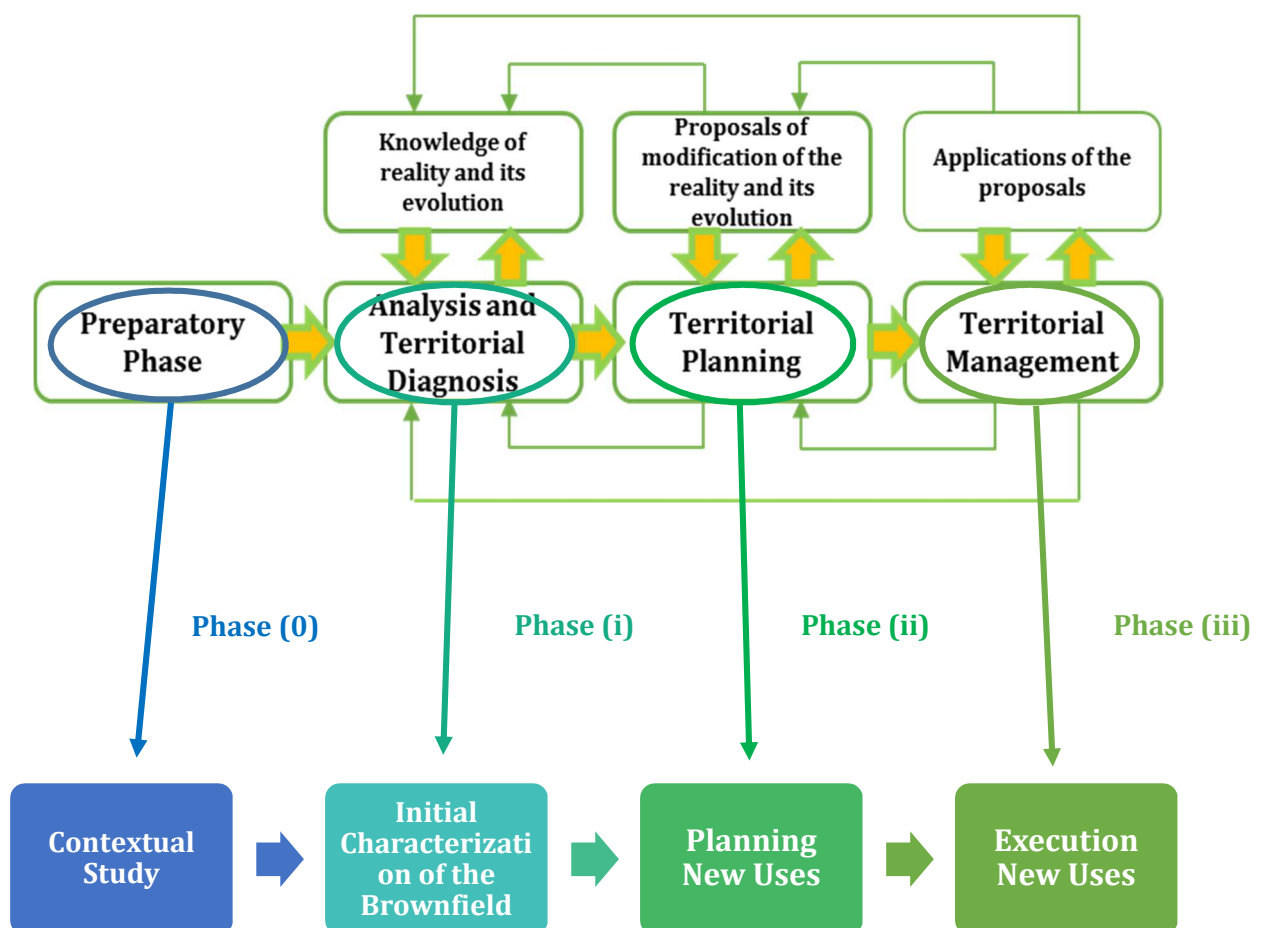 Knowledge of
reality and its
evolution
Proposals of
modification of the
reality and its
evolution
Applications of the
proposals
Preparatory
Phase
Analysis and
Territorial
Diagnosis
Territorial
Planning
Territorial
Management
Phase (0)
Phase (i)
Phase (ii)
Phase (iii)
Contextual
Study
Initial
Characterizati
on of the
Brownfield
Planning
New Uses
Execution
New Uses